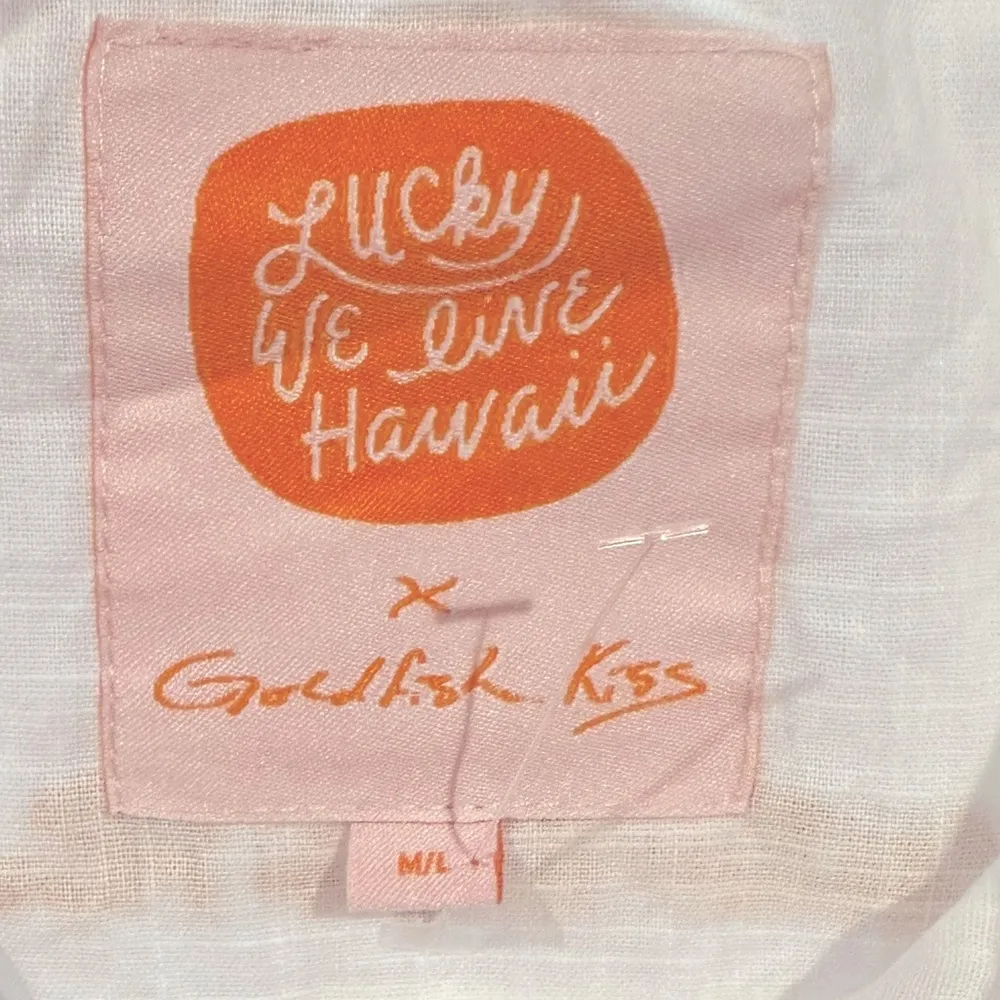 Lucky
WE live
Hawaii
x
Goldfish Kiss
M/L